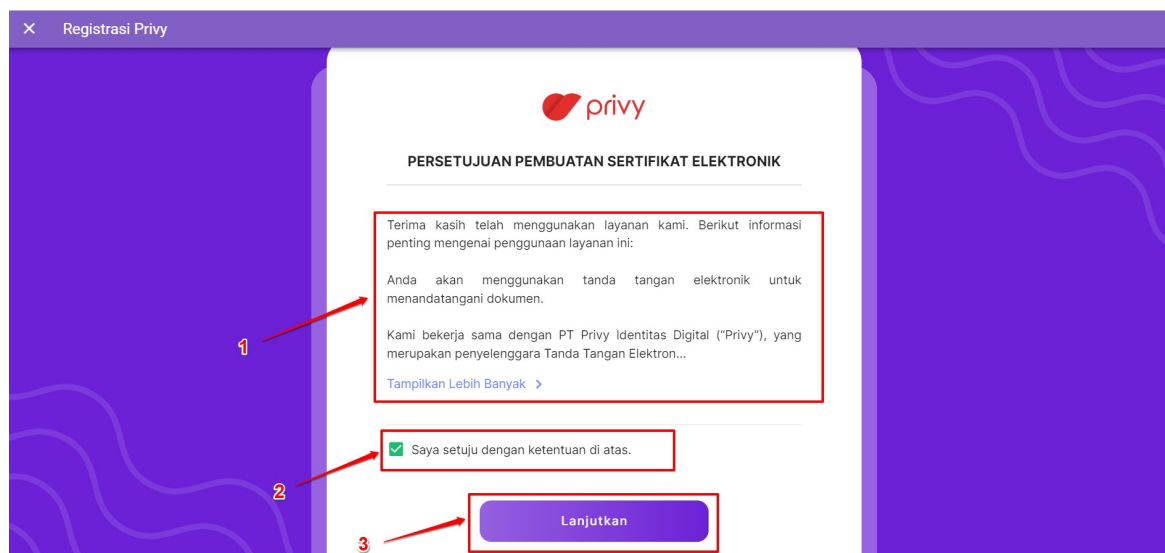 × Registrasi Privy
privy
PERSETUJUAN PEMBUATAN SERTIFIKAT ELEKTRONIK
Terima kasih telah menggunakan layanan kami. Berikut informasi
penting mengenai penggunaan layanan ini:
Anda akan menggunakan tanda tangan elektronik untuk
menandatangani dokumen.
Kami bekerja sama dengan PT Privy Identitas Digital (“Privy”), yang
merupakan penyelenggara Tanda Tangan Elektron...
Tampilkan Lebih Banyak >
1
Saya setuju dengan ketentuan di atas.
2
Lanjutkan
3